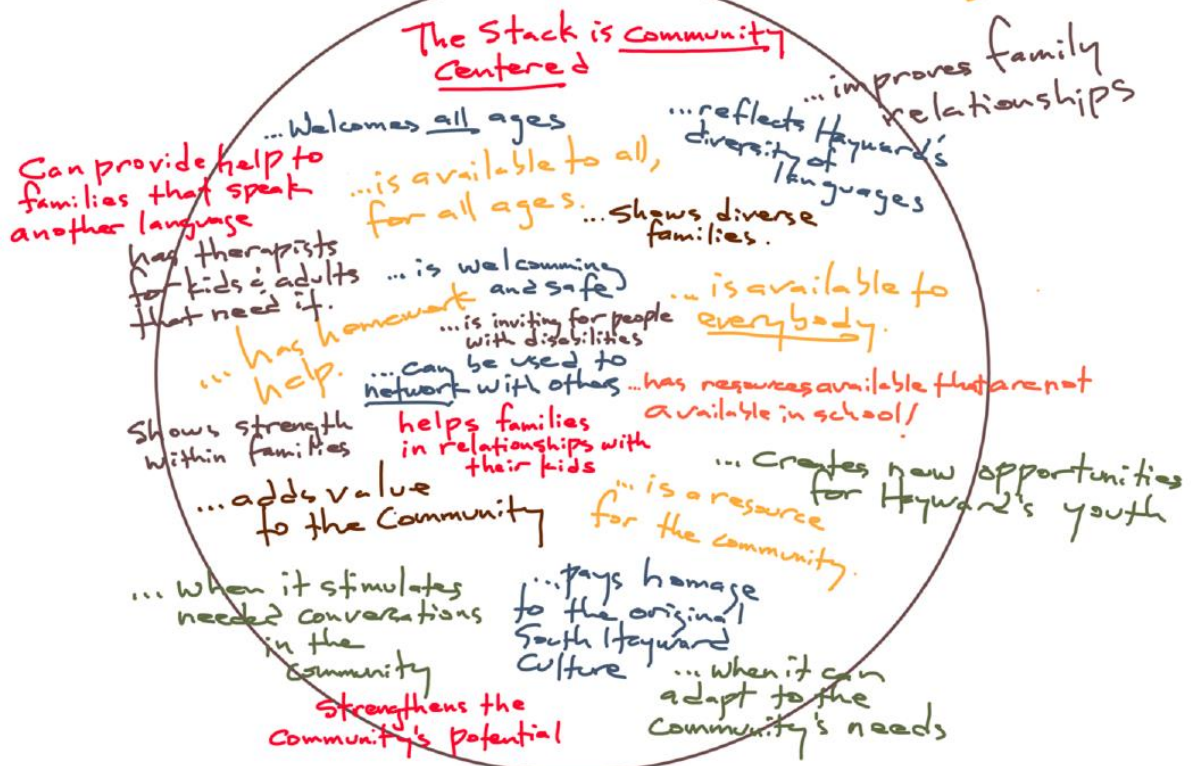 The Stack is Community
Centered
...improves family
relationships
...Welcomes all ages
...reflects Hayward's
diversity of
languages
Can provide help to
families that speak
another language
...is available to all,
for all ages.
...shows diverse
families.
has therapists
for kids & adults
that need it.
...is welcomming
and safe
...is available to
everybody.
...has homework
help.
...is inviting for people
with disabilities
...can be used to
network with others
...has resources available that are not
available in school!
Shows strength
within families
helps families
in relationships with
their kids
...creates new opportunities
for Hayward's youth
...adds value
to the Community
...is a resource
for the community.
...when it stimulates
needed conversations
in the
community
...pays homage
to the original
South Hayward
Culture
...when it can
adapt to the
community's needs
Strengthens the
Community's potential